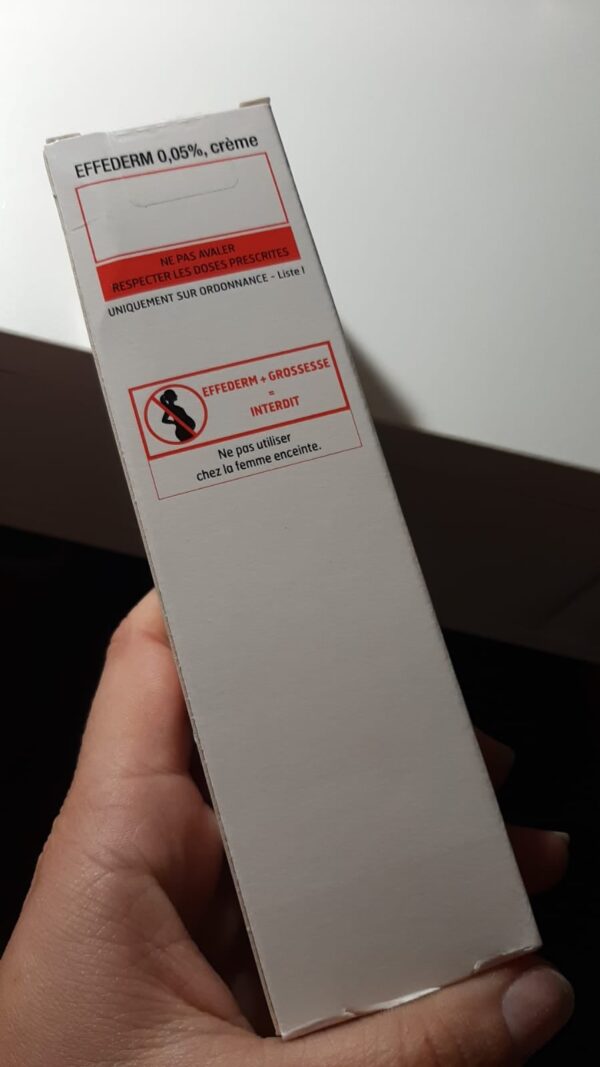 EFFEDERM 0,05%, crème
NE PAS AVALER
RESPECTER LES DOSES PRESCRITES
UNIQUEMENT SUR ORDONNANCE - Liste I
EFFEDERM + GROSSESSE
=
INTERDIT
Ne pas utiliser
chez la femme enceinte.